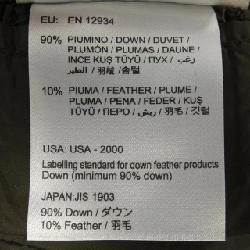 EU: EN 12934
90% PIUMINO / DOWN / DUVET /
PLUMÓN / PLUMAS / DAUNE /
INCE KUŞ TÜYÜ / ПУХ / زغب
الطير / 羽絨 / 솜털
10% PIUMA / FEATHER / PLUME /
PLUMA / PENA / FEDER / KUŞ
TÜYÜ / ПЕРО / ريش / 羽毛 / 깃털
USA: USA - 2000
Labelling standard for down feather products
Down (minimum 90% down)
JAPAN:JIS 1903
90% Down / ダウン
10% Feather / 羽毛